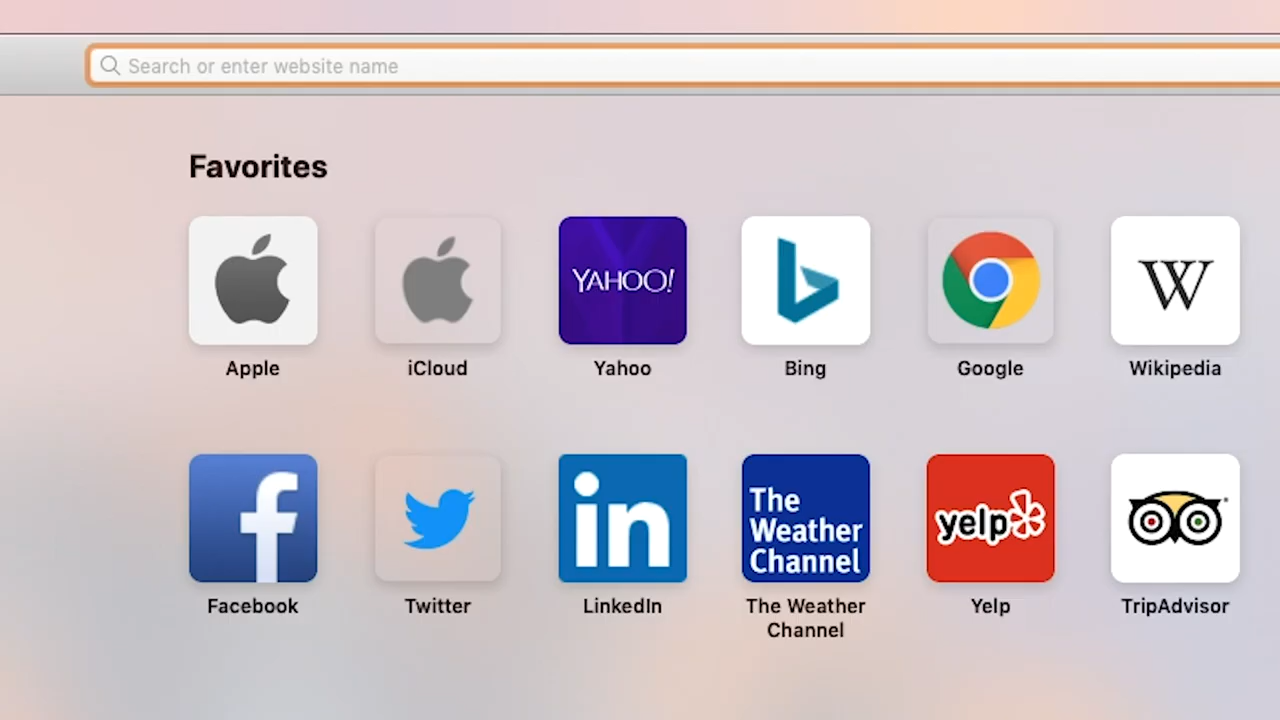 Search or enter website name
Favorites
YAHOO!
W
Apple
iCloud
Yahoo
Bing
Google
Wikipedia
f
in
The
Weather
Channel
yelp
Facebook
Twitter
LinkedIn
The Weather
Channel
Yelp
TripAdvisor